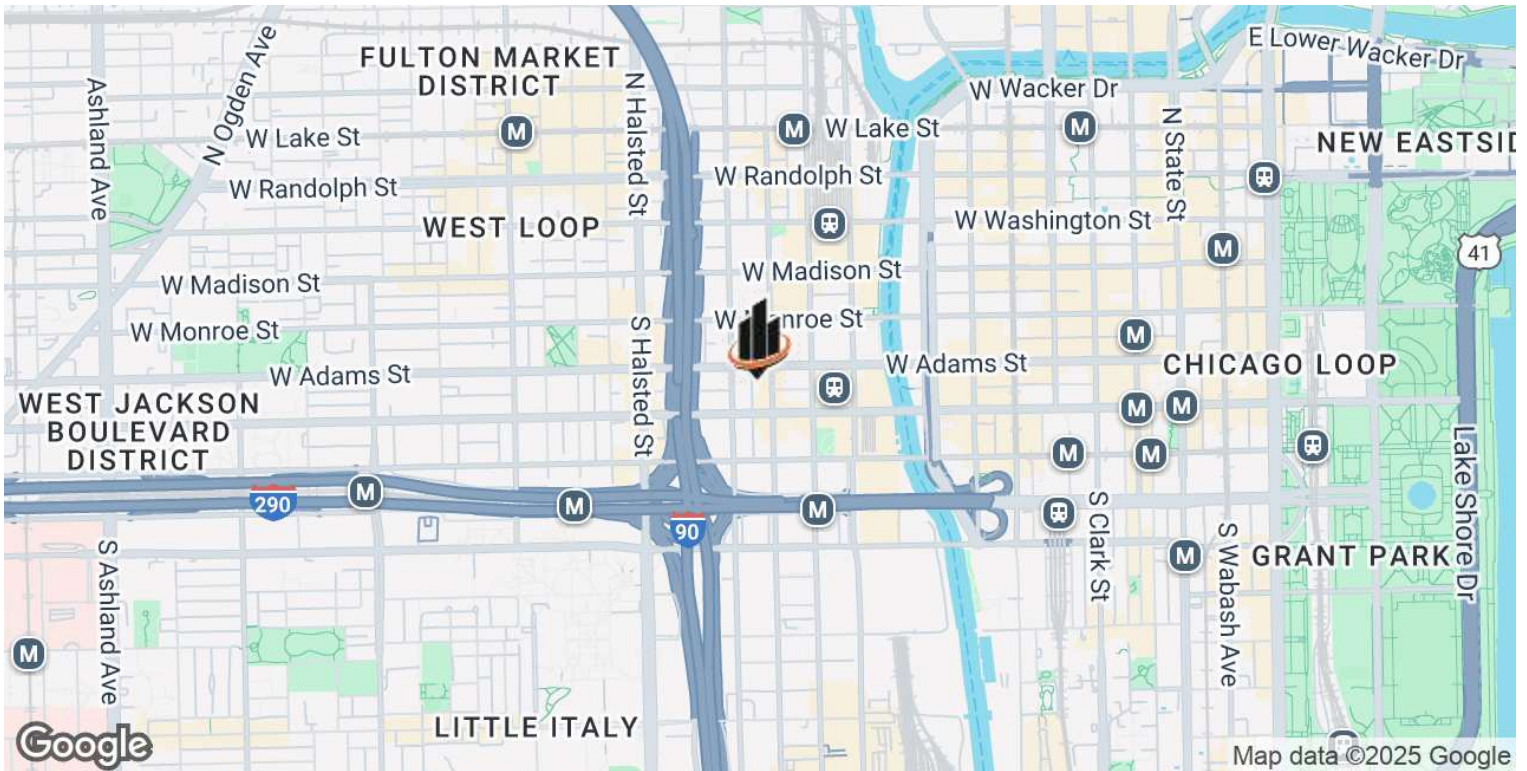 E Lower Wacker Dr
FULTON MARKET
DISTRICT
N Ogden Ave
Ashland Ave
N Halsted St
W Wacker Dr
W Lake St
M
M
W Lake St
M
N State St
NEW EASTSID
W Randolph St
W Randolph St
WEST LOOP
W Washington St
M
41
W Madison St
W Madison St
W Monroe St
W
nroe St
S Halsted St
M
W Adams St
W Adams St
CHICAGO LOOP
WEST JACKSON
BOULEVARD
DISTRICT
M
M
M
M
Lake Shore Dr
290
M
M
90
M
S Clark St
M
S Wabash Ave
GRANT PARK
S Ashland Ave
M
LITTLE ITALY
Google
Map data ©2025 Google